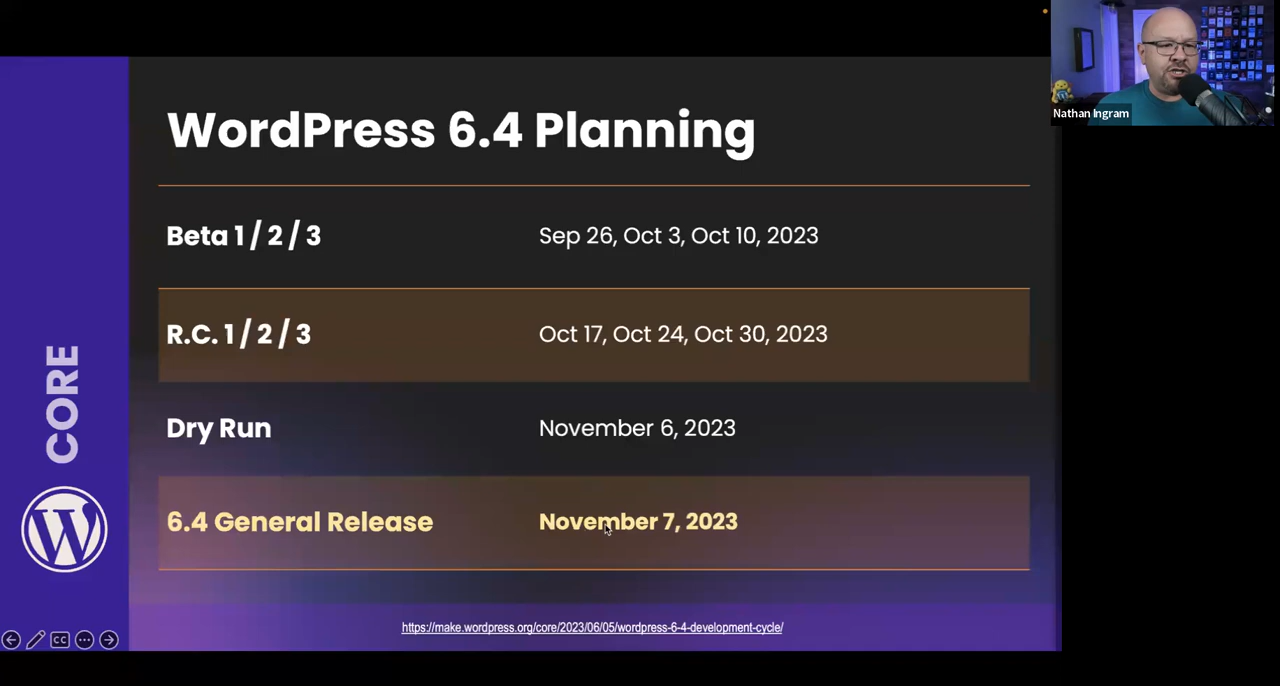 Nathan Ingram
WordPress 6.4 Planning
Beta 1 / 2 / 3
Sep 26, Oct 3, Oct 10, 2023
R.C. 1 / 2 / 3
Oct 17, Oct 24, Oct 30, 2023
Dry Run
November 6, 2023
6.4 General Release
November 7, 2023
CORE
https://make.wordpress.org/core/2023/06/05/wordpress-6-4-development-cycle/
CC